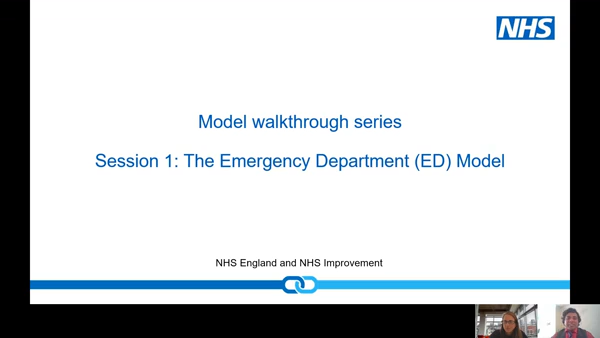 NHS
Model walkthrough series
Session 1: The Emergency Department (ED) Model
NHS England and NHS Improvement